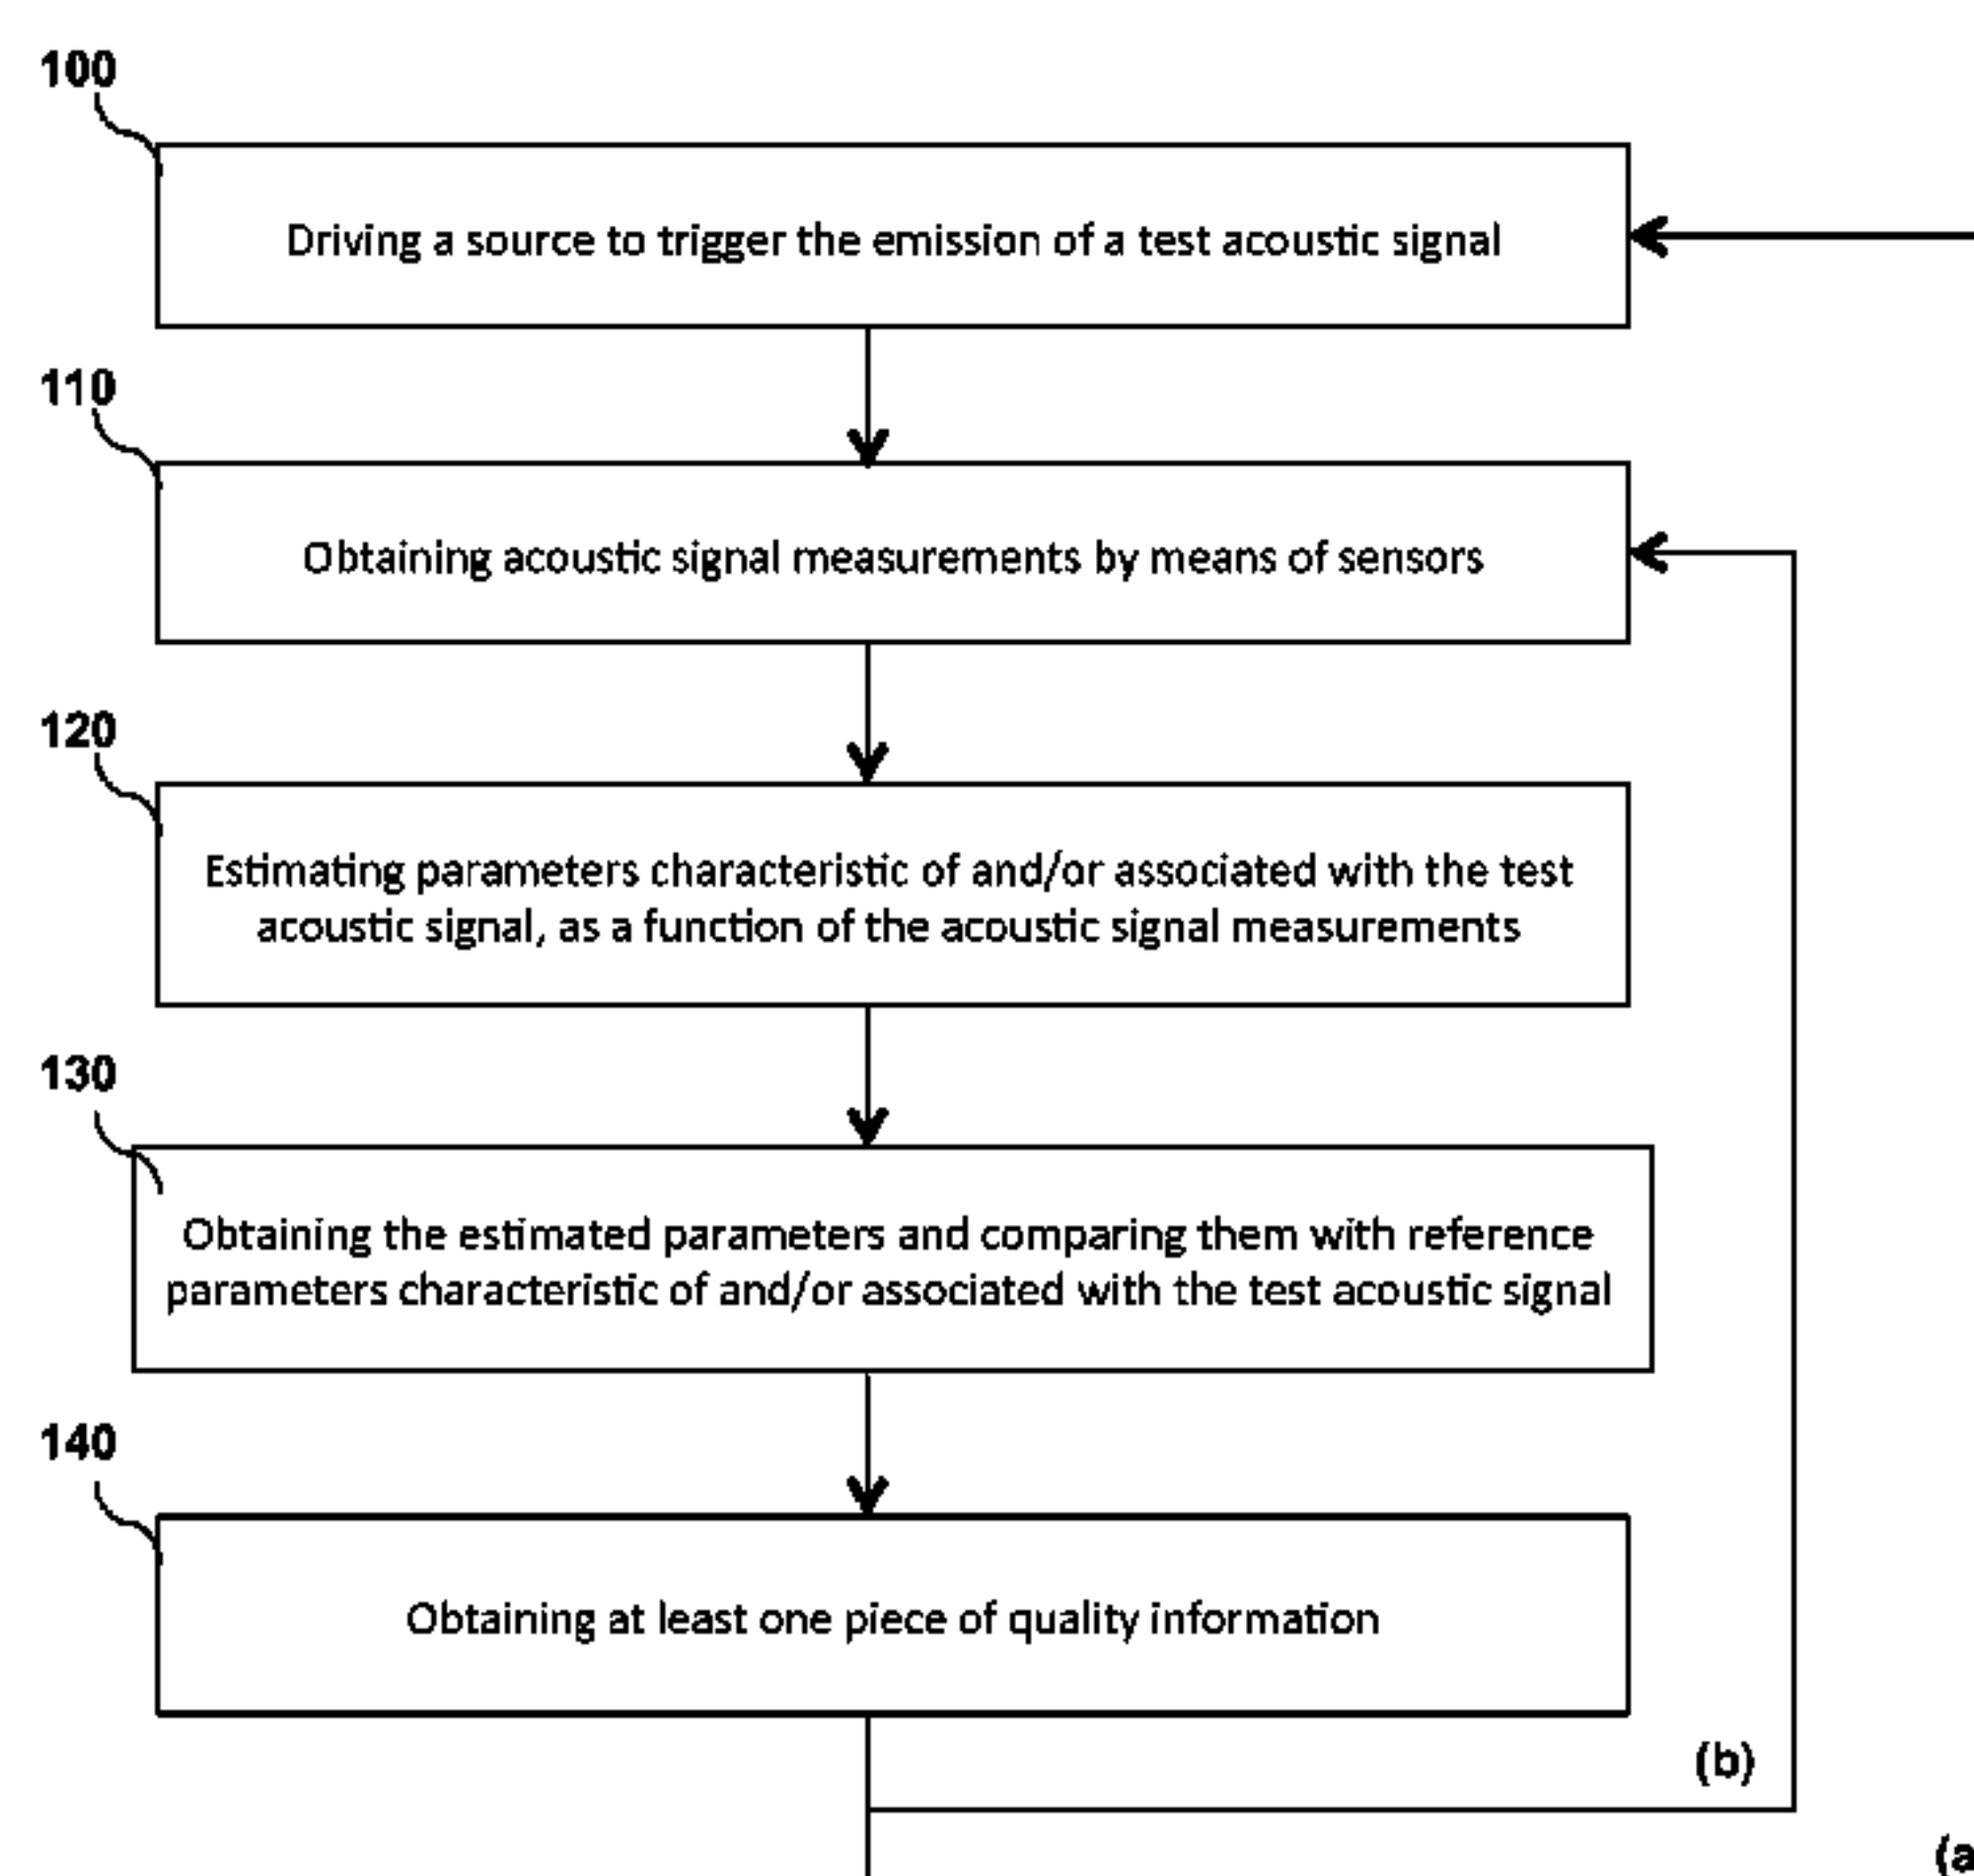 100
Driving a source to trigger the emission of a test acoustic signal
110
Obtaining acoustic signal measurements by means of sensors
120
Estimating parameters characteristic of and/or associated with the test
acoustic signal, as a function of the acoustic signal measurements
130
Obtaining the estimated parameters and comparing them with reference
parameters characteristic of and/or associated with the test acoustic signal
140
Obtaining at least one piece of quality information
(b)
(a